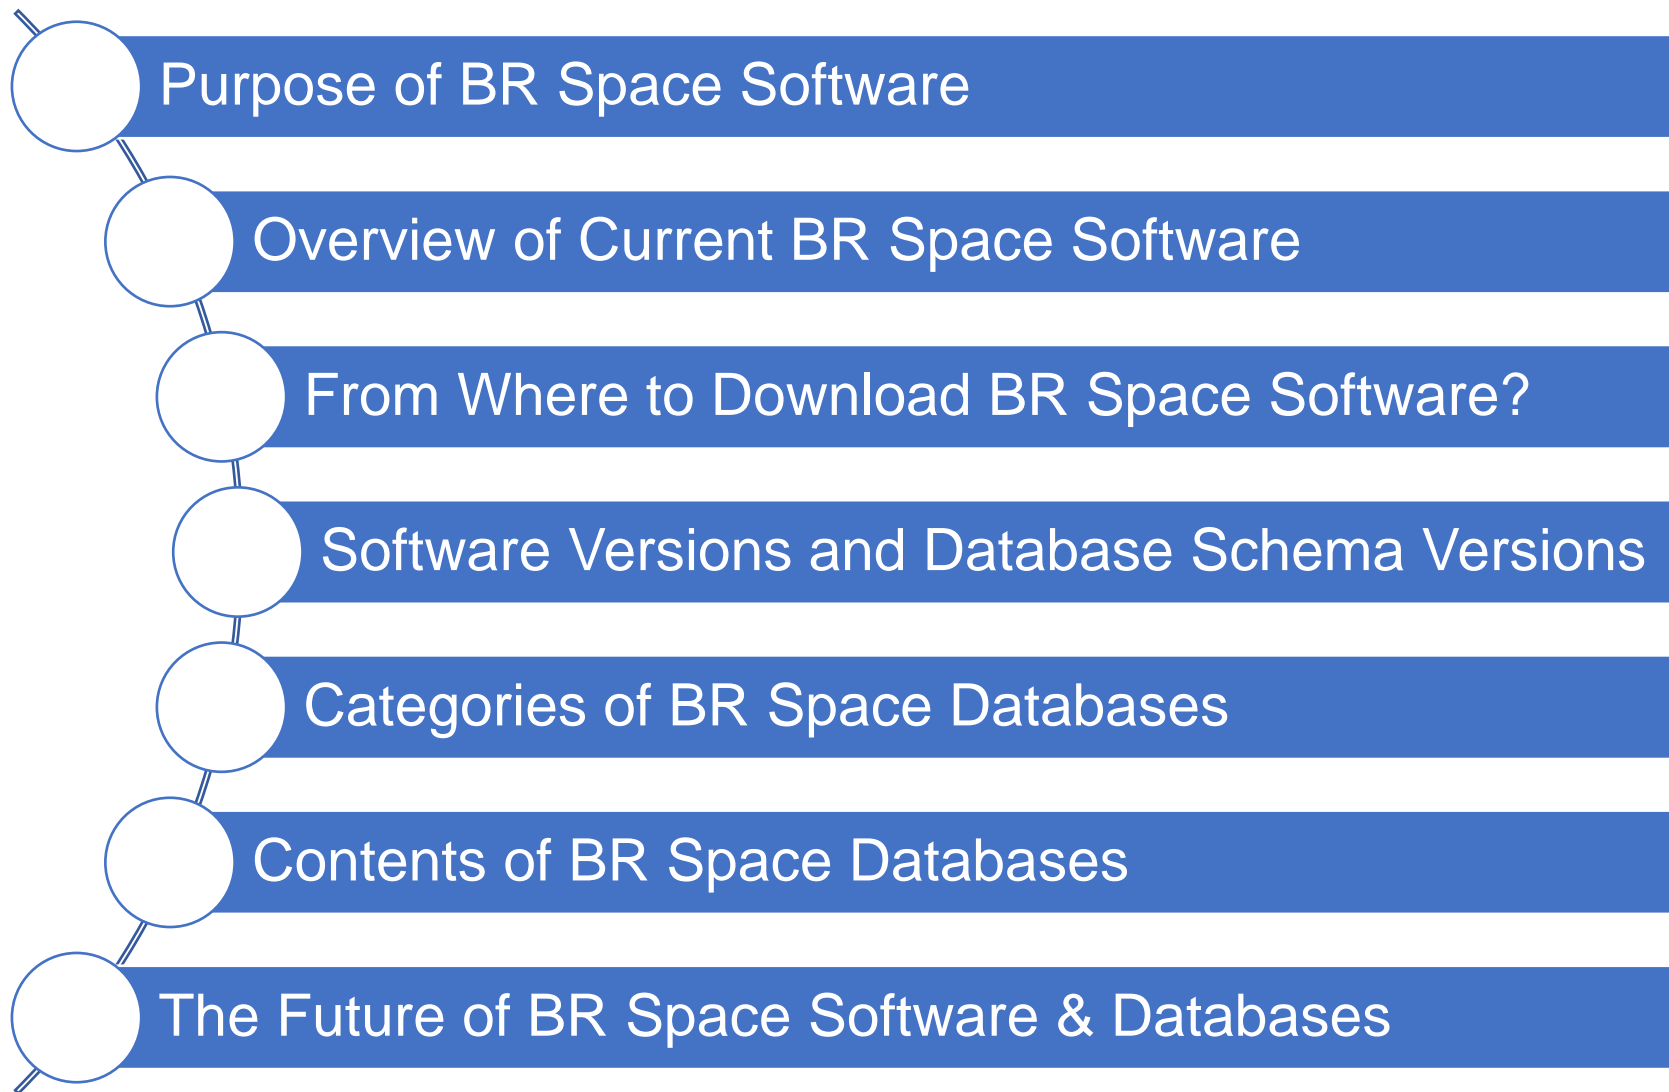 Purpose of BR Space Software
Overview of Current BR Space Software
From Where to Download BR Space Software?
Software Versions and Database Schema Versions
Categories of BR Space Databases
Contents of BR Space Databases
The Future of BR Space Software & Databases